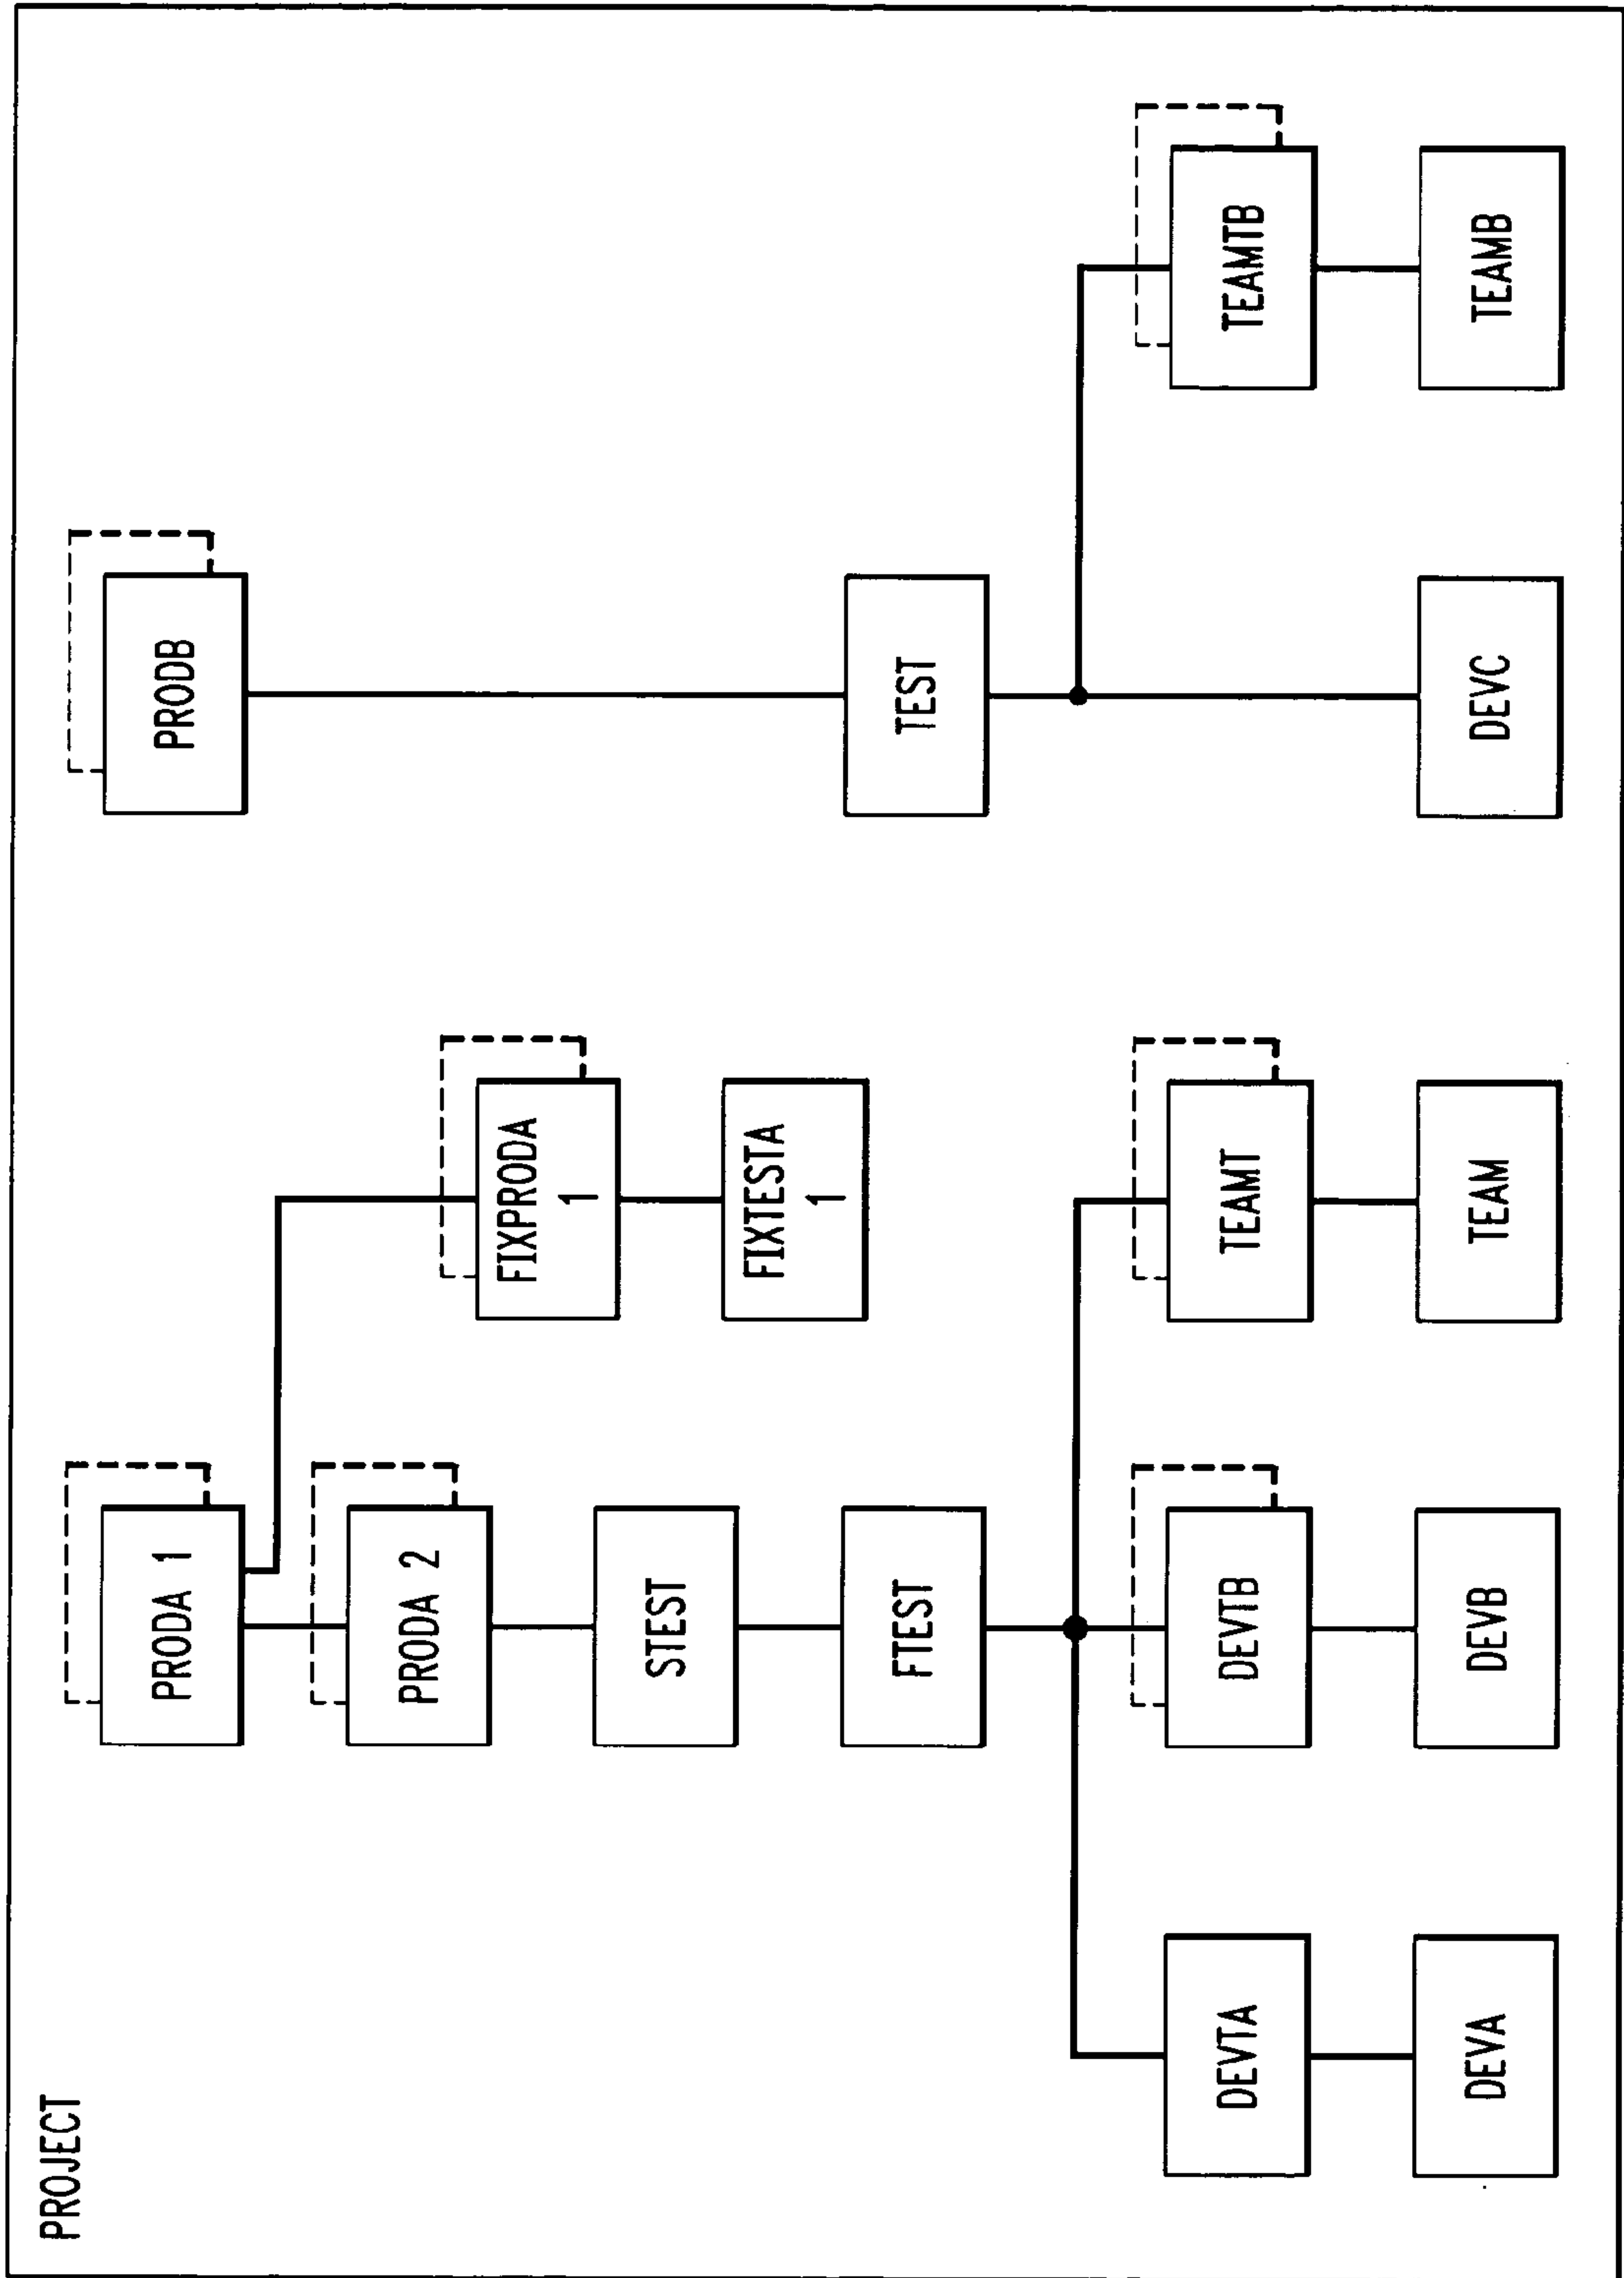 PROJECT
PRODA 1
PRODB
PRODA 2
FIXPRODA
1
STEST
FIXTESTA
1
FTEST
TEST
DEVTA
DEVTB
TEAMT
TEAMTB
DEVA
DEVB
TEAM
DEVC
TEAMB